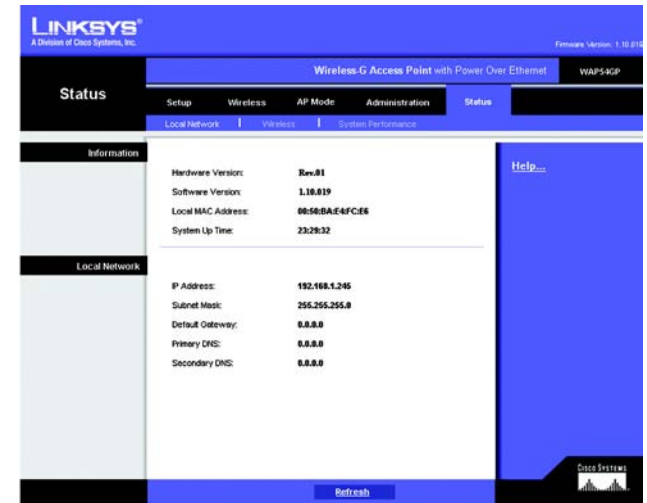 LINKSYS®
A Division of Cisco Systems, Inc.
Firmware Version: 1.10.019
Wireless-G Access Point with Power Over Ethernet
WAP54GP
Status
Setup Wireless AP Mode Administration Status
Local Network Wireless System Performance
Information
Help...
Hardware Version: Rev.01
Software Version: 1.10.019
Local MAC Address: 00:50:BA:E4:FC:E6
System Up Time: 23:29:32
Local Network
IP Address: 192.168.1.245
Subnet Mask: 255.255.255.0
Default Gateway: 0.0.0.0
Primary DNS: 0.0.0.0
Secondary DNS: 0.0.0.0
CISCO SYSTEMS
Refresh